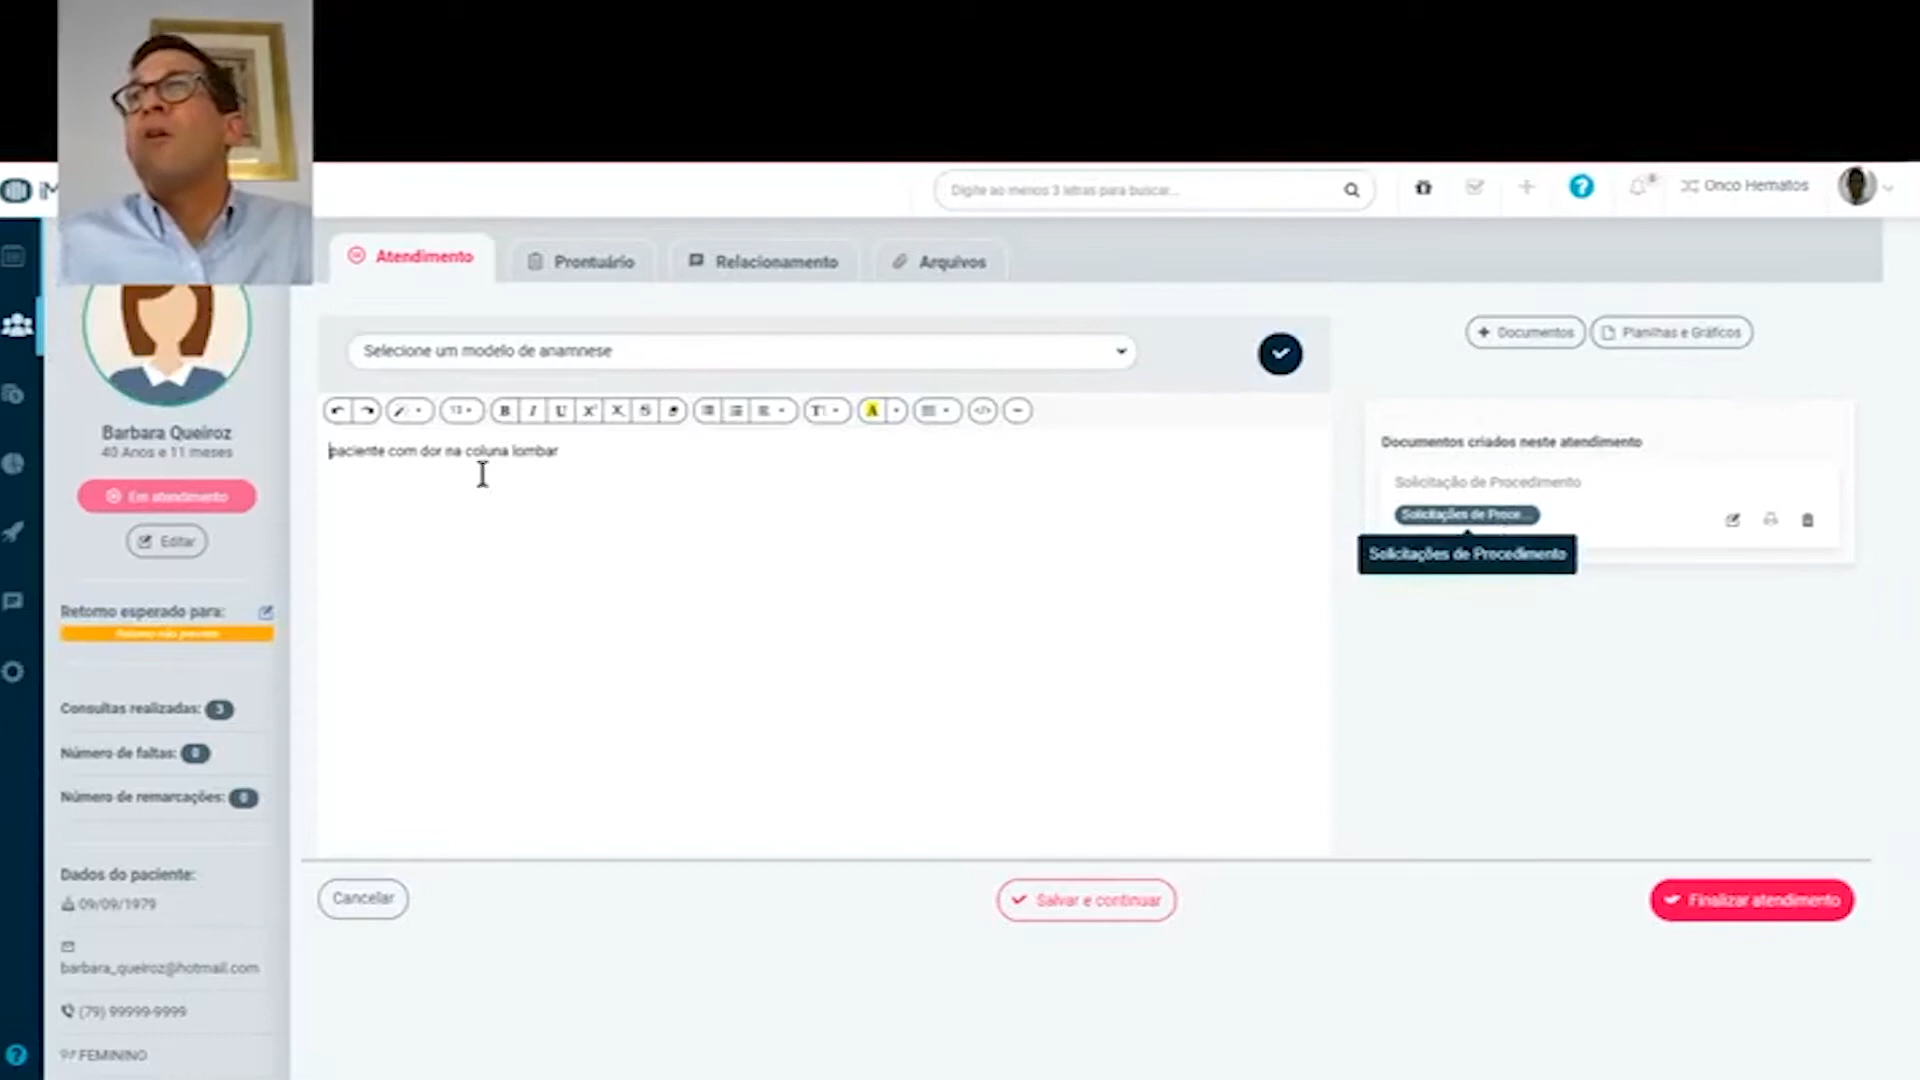 Digite ao menos 3 letras para buscar...
Onco Hematos
Atendimento
Prontuário
Relacionamento
Arquivos
Selecione um modelo de anamnese
+ Documentos
Planilhas e Gráficos
Barbara Queiroz
40 Anos e 11 meses
Em atendimento
Editar
paciente com dor na coluna lombar
Documentos criados neste atendimento
Solicitação de Procedimento
Solicitações de Proce...
Solicitações de Procedimento
Retorno esperado para:
Retorno não previsto
Consultas realizadas: 3
Número de faltas: 0
Número de remarcações: 0
Dados do paciente:
09/09/1979
barbara_queiroz@hotmail.com
(79) 99999-9999
FEMININO
Cancelar
Salvar e continuar
Finalizar atendimento